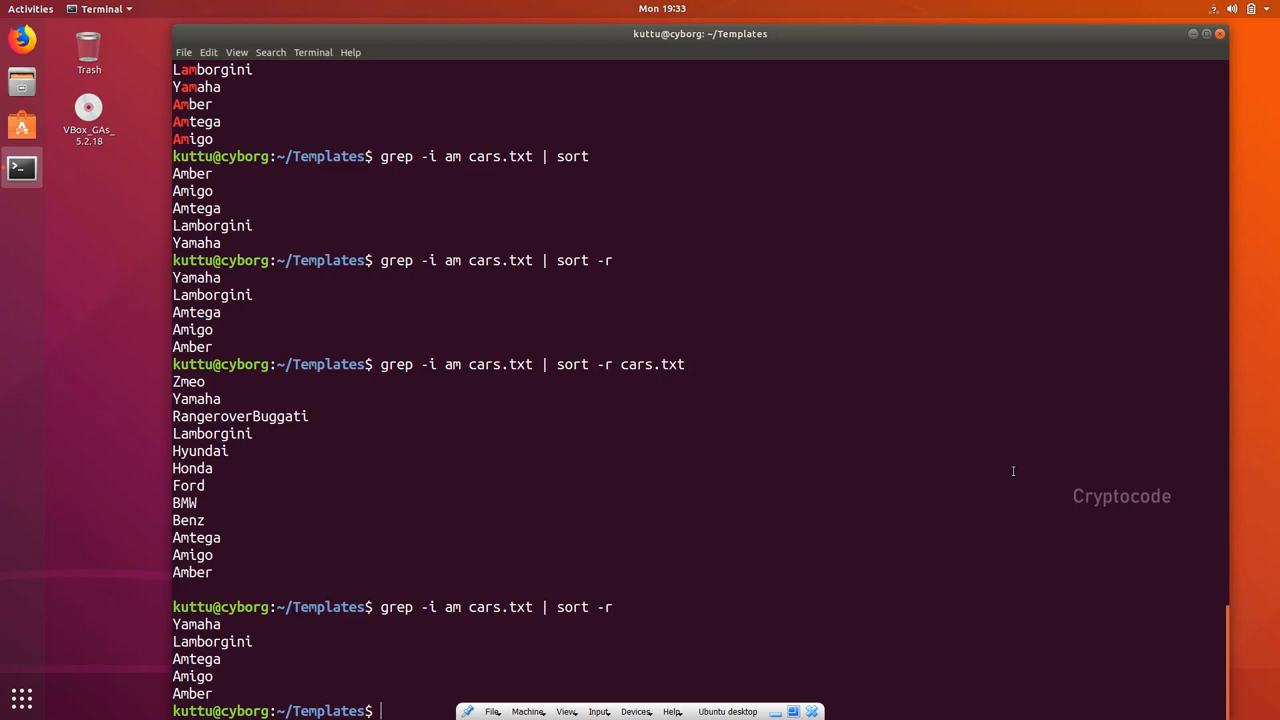 Activities
Terminal
Mon 19:33
kuttu@cyborg: ~/Templates
File Edit View Search Terminal Help
Trash
VBox_GAs_
5.2.18
Lamborgini
Yamaha
Amber
Amtega
Amigo
kuttu@cyborg:~/Templates$ grep -i am cars.txt | sort
Amber
Amigo
Amtega
Lamborgini
Yamaha
kuttu@cyborg:~/Templates$ grep -i am cars.txt | sort -r
Yamaha
Lamborgini
Amtega
Amigo
Amber
kuttu@cyborg:~/Templates$ grep -i am cars.txt | sort -r cars.txt
Zmeo
Yamaha
RangeroverBuggati
Lamborgini
Hyundai
Honda
Ford
BMW
Benz
Amtega
Amigo
Amber
kuttu@cyborg:~/Templates$ grep -i am cars.txt | sort -r
Yamaha
Lamborgini
Amtega
Amigo
Amber
kuttu@cyborg:~/Templates$
Cryptocode
File Machine View Input Devices Help Ubuntu desktop